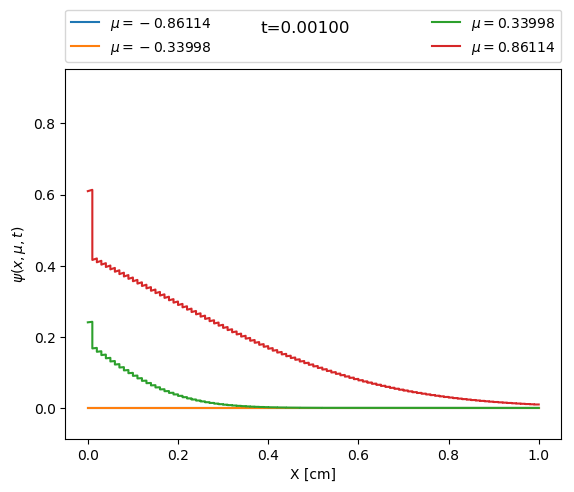 μ = − 0.86114
μ = − 0.33998
t=0.00100
μ = 0.33998
μ = 0.86114
0.8
0.6
0.4
0.2
0.0
ψ(x, μ, t)
0.0 0.2 0.4 0.6 0.8 1.0
X [cm]